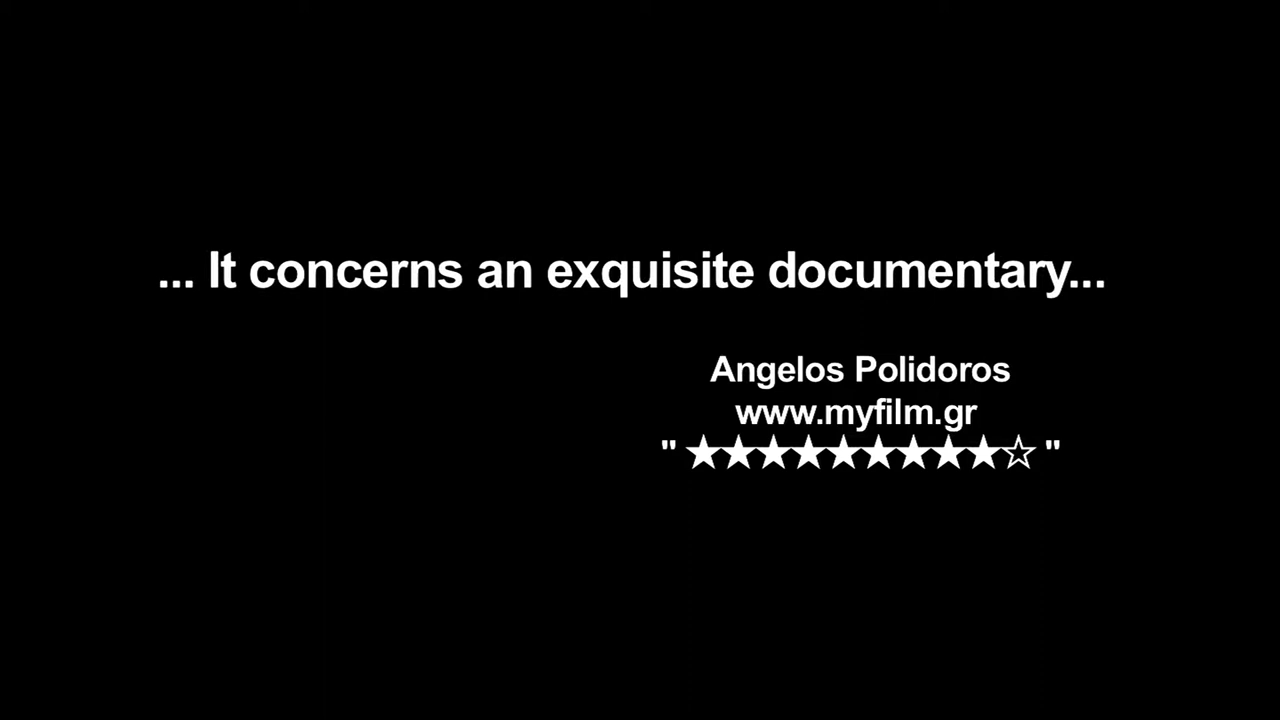 ... It concerns an exquisite documentary...
Angelos Polidoros
www.myfilm.gr
" ★★★★★★★★★☆ "